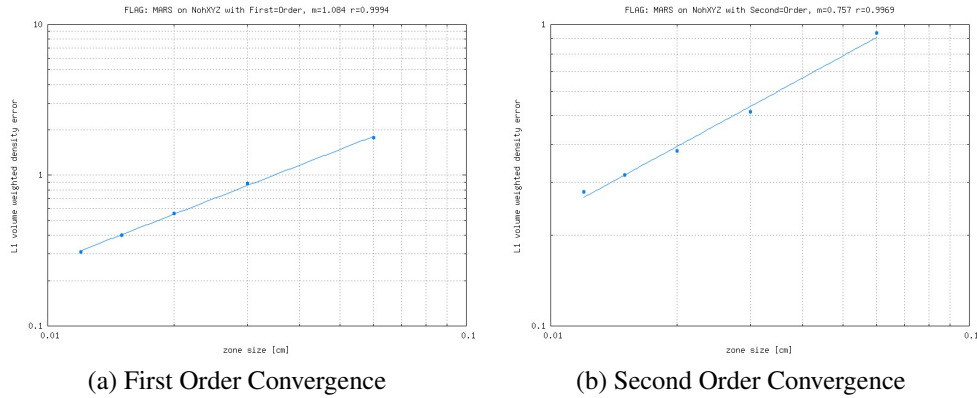 FLAG: MARS on NohXYZ with First=Order, m=1.084 r=0.9994
10
1
0.1
L1 volume weighted density error
0.01
0.1
zone size [cm]
(a) First Order Convergence
FLAG: MARS on NohXYZ with Second=Order, m=0.757 r=0.9969
1
0.1
L1 volume weighted density error
0.01
0.1
zone size [cm]
(b) Second Order Convergence